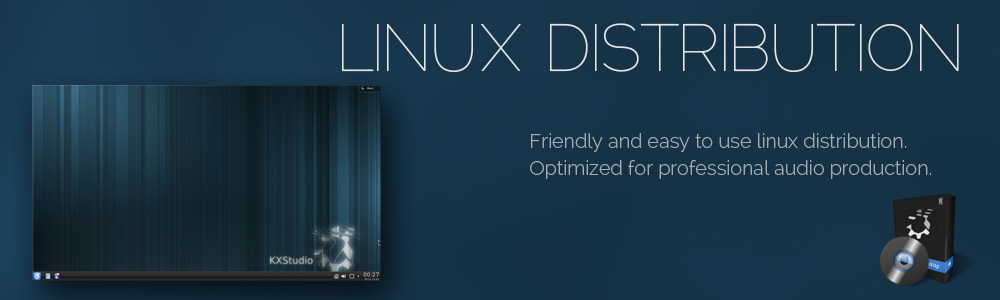 LINUX DISTRIBUTION
Friendly and easy to use linux distribution.
Optimized for professional audio production.
KXStudio
00:27
K